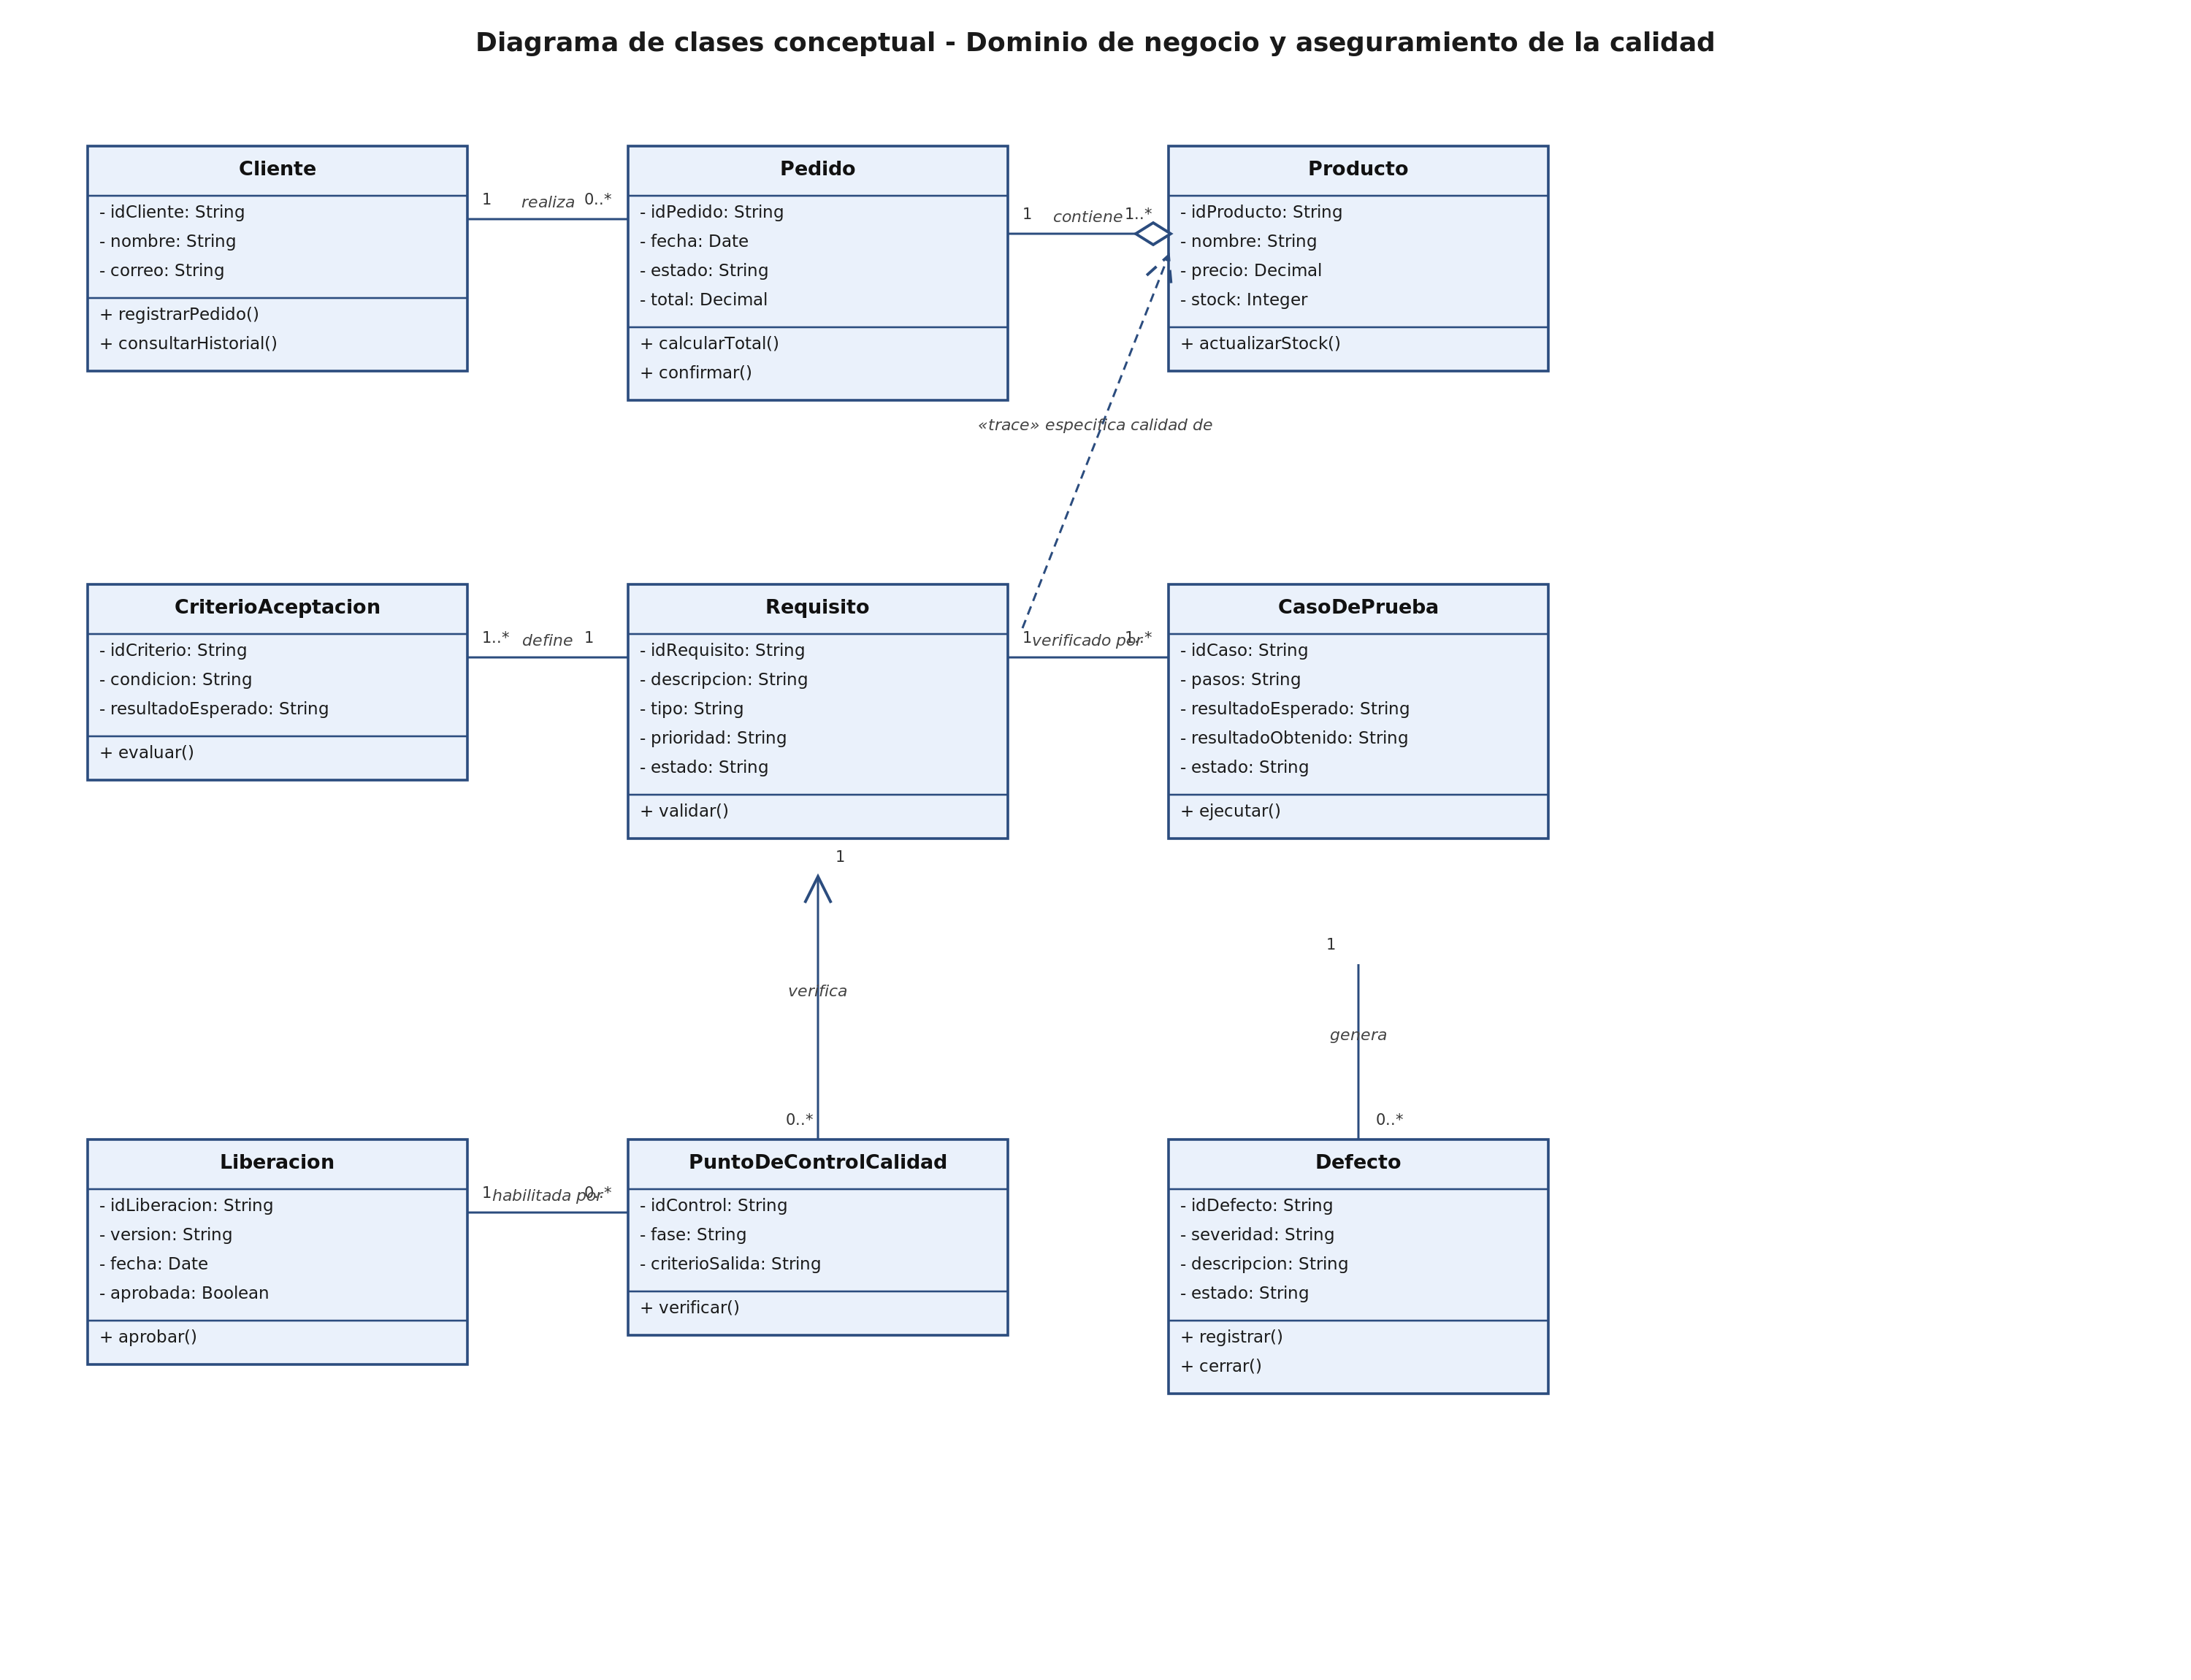 Diagrama de clases conceptual - Dominio de negocio y aseguramiento de la calidad
Cliente
- idCliente: String
- nombre: String
- correo: String
+ registrarPedido()
+ consultarHistorial()
1
realiza
0..*
Pedido
- idPedido: String
- fecha: Date
- estado: String
- total: Decimal
+ calcularTotal()
+ confirmar()
1
contiene
1..*
Producto
- idProducto: String
- nombre: String
- precio: Decimal
- stock: Integer
+ actualizarStock()
«trace» especifica calidad de
CriterioAceptacion
- idCriterio: String
- condicion: String
- resultadoEsperado: String
+ evaluar()
1..*
define
1
Requisito
- idRequisito: String
- descripcion: String
- tipo: String
- prioridad: String
- estado: String
+ validar()
1
verificado por
1..*
CasoDePrueba
- idCaso: String
- pasos: String
- resultadoEsperado: String
- resultadoObtenido: String
- estado: String
+ ejecutar()
1
verifica
0..*
1
genera
0..*
Liberacion
- idLiberacion: String
- version: String
- fecha: Date
- aprobada: Boolean
+ aprobar()
1
habilitada por
0..*
PuntoDeControlCalidad
- idControl: String
- fase: String
- criterioSalida: String
+ verificar()
Defecto
- idDefecto: String
- severidad: String
- descripcion: String
- estado: String
+ registrar()
+ cerrar()